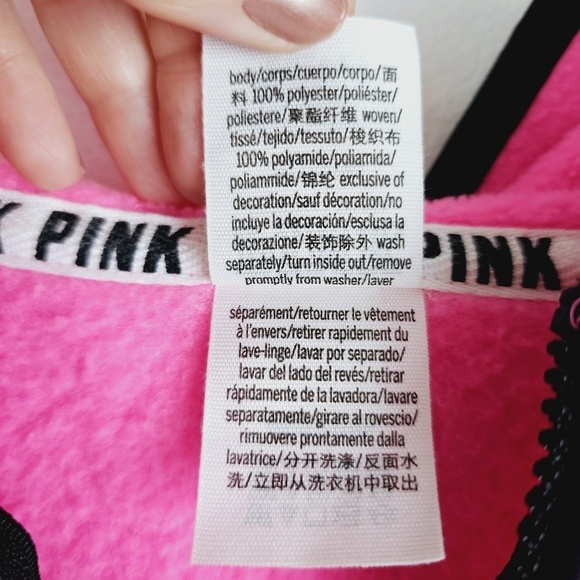 body/corps/cuerpo/corpo/面
料 100% polyester/poliéster/
poliestere/聚酯纤维 woven/
tissé/tejido/tessuto/梭织布
100% polyamide/poliamida/
poliammide/锦纶 exclusive of
decoration/sauf décoration/no
incluye la decoración/esclusa la
decorazione/装饰除外 wash
separately/turn inside out/remove
promptly from washer/laver
K PINK
PINK
séparément/retourner le vêtement
à l'envers/retirer rapidement du
lave-linge/lavar por separado/
lavar del lado del revés/retirar
rápidamente de la lavadora/lavare
separatamente/girare al rovescio/
rimuovere prontamente dalla
lavatrice/分开洗涤/反面水
洗/立即从洗衣机中取出